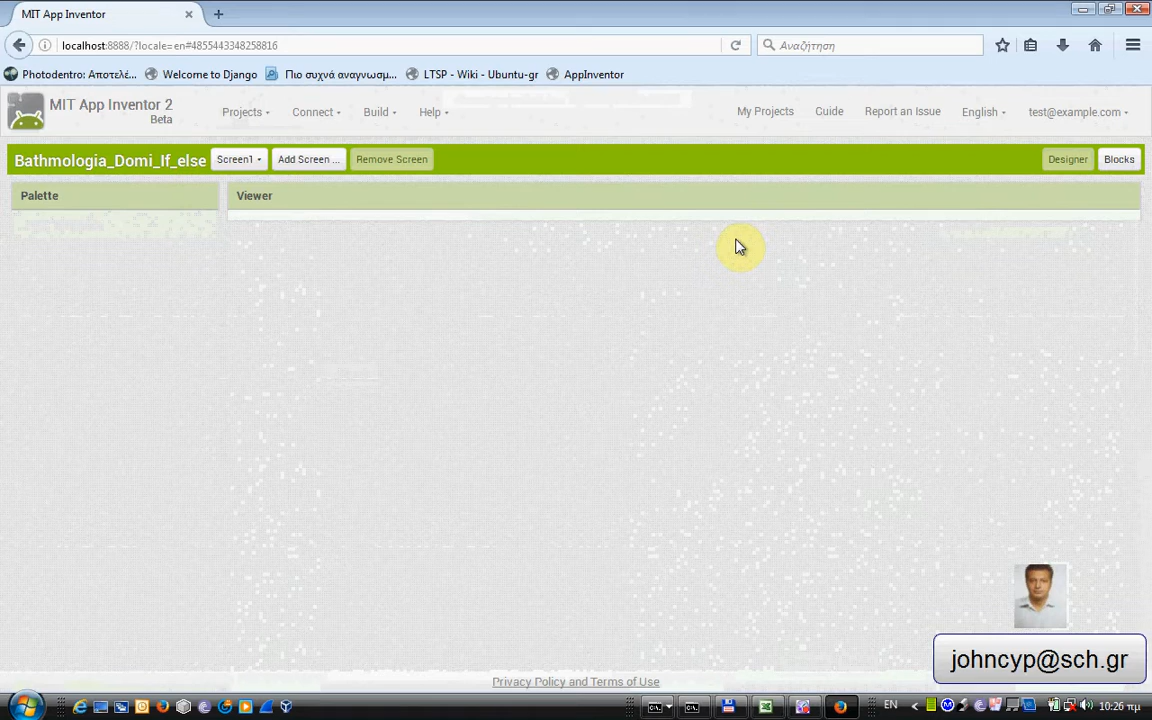 MIT App Inventor
localhost:8888/?locale=en#4855443348258816
Αναζήτηση
Photodentro: Αποτελέ...
Welcome to Django
Πιο συχνά αναγνωσμ...
LTSP - Wiki - Ubuntu-gr
AppInventor
MIT App Inventor 2
Beta
Projects
Connect
Build
Help
My Projects
Guide
Report an Issue
English
test@example.com
Bathmologia_Domi_If_else
Screen1
Add Screen ...
Remove Screen
Designer
Blocks
Palette
Viewer
johncyp@sch.gr
Privacy Policy and Terms of Use
EN
10:26 πμ